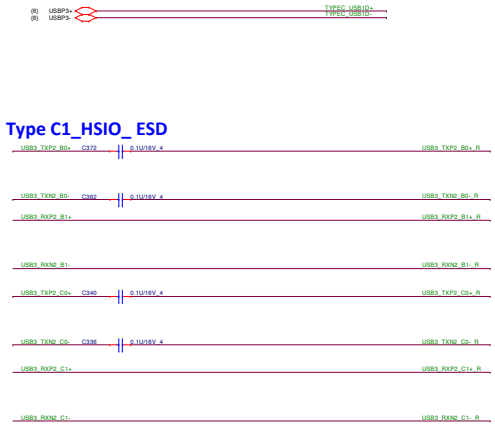 (6) USBP3+ TYPEC_USB1D+
(6) USBP3- TYPEC_USB1D-
Type C1_HSIO_ ESD
USB3_TXP2_B0+ C372 0.1U/16V_4 USB3_TXP2_B0+_R
USB3_TXN2_B0- C362 0.1U/16V_4 USB3_TXN2_B0-_R
USB3_RXP2_B1+ USB3_RXP2_B1+_R
USB3_RXN2_B1- USB3_RXN2_B1-_R
USB3_TXP2_C0+ C340 0.1U/16V_4 USB3_TXP2_C0+_R
USB3_TXN2_C0- C336 0.1U/16V_4 USB3_TXN2_C0-_R
USB3_RXP2_C1+ USB3_RXP2_C1+_R
USB3_RXN2_C1- USB3_RXN2_C1-_R